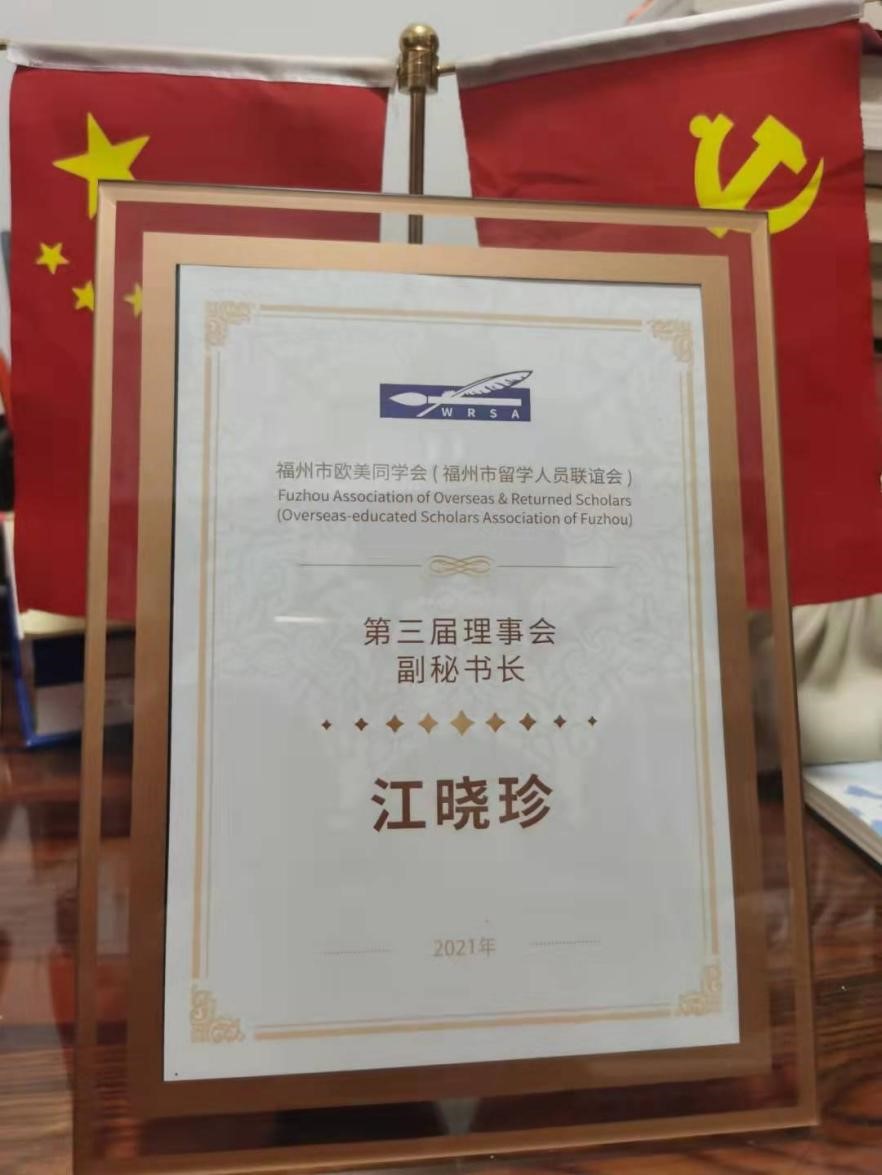 WRSA
福州市欧美同学会(福州市留学人员联谊会)
Fuzhou Association of Overseas & Returned Scholars
(Overseas-educated Scholars Association of Fuzhou)
第三届理事会
副秘书长
江晓珍
2021年